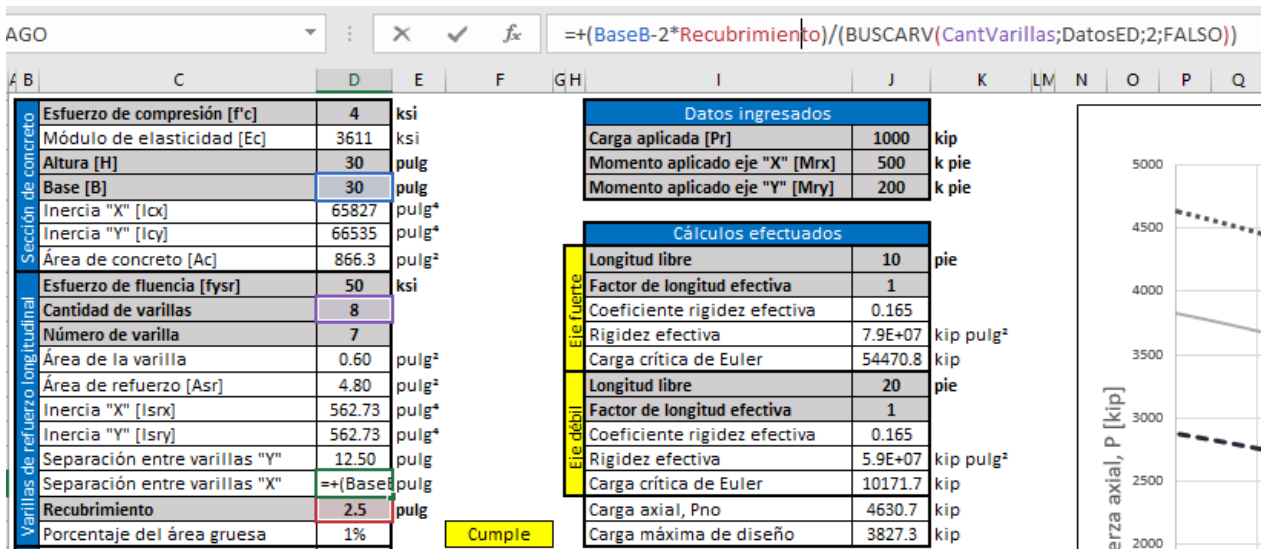 AGO fx =+(BaseB-2*Recubrimiento)/(BUSCARV(CantVarillas;DatosED;2;FALSO))
A B C D E F G H I J K L M N O P Q
Sección de concreto
Esfuerzo de compresión [f'c] 4 ksi
Módulo de elasticidad [Ec] 3611 ksi
Altura [H] 30 pulg
Base [B] 30 pulg
Inercia "X" [Icx] 65827 pulg⁴
Inercia "Y" [Icy] 66535 pulg⁴
Área de concreto [Ac] 866.3 pulg²
Varillas de refuerzo longitudinal
Esfuerzo de fluencia [fysr] 50 ksi
Cantidad de varillas 8
Número de varilla 7
Área de la varilla 0.60 pulg²
Área de refuerzo [Asr] 4.80 pulg²
Inercia "X" [Isrx] 562.73 pulg⁴
Inercia "Y" [Isry] 562.73 pulg⁴
Separación entre varillas "Y" 12.50 pulg
Separación entre varillas "X" =+(BaseB pulg
Recubrimiento 2.5 pulg
Porcentaje del área gruesa 1% Cumple
Datos ingresados
Carga aplicada [Pr] 1000 kip
Momento aplicado eje "X" [Mrx] 500 k pie
Momento aplicado eje "Y" [Mry] 200 k pie
Cálculos efectuados
Eje fuerte
Longitud libre 10 pie
Factor de longitud efectiva 1
Coeficiente rigidez efectiva 0.165
Rigidez efectiva 7.9E+07 kip pulg²
Carga crítica de Euler 54470.8 kip
Eje débil
Longitud libre 20 pie
Factor de longitud efectiva 1
Coeficiente rigidez efectiva 0.165
Rigidez efectiva 5.9E+07 kip pulg²
Carga crítica de Euler 10171.7 kip
Carga axial, Pno 4630.7 kip
Carga máxima de diseño 3827.3 kip
erza axial, P [kip]
5000
4500
4000
3500
3000
2500
2000